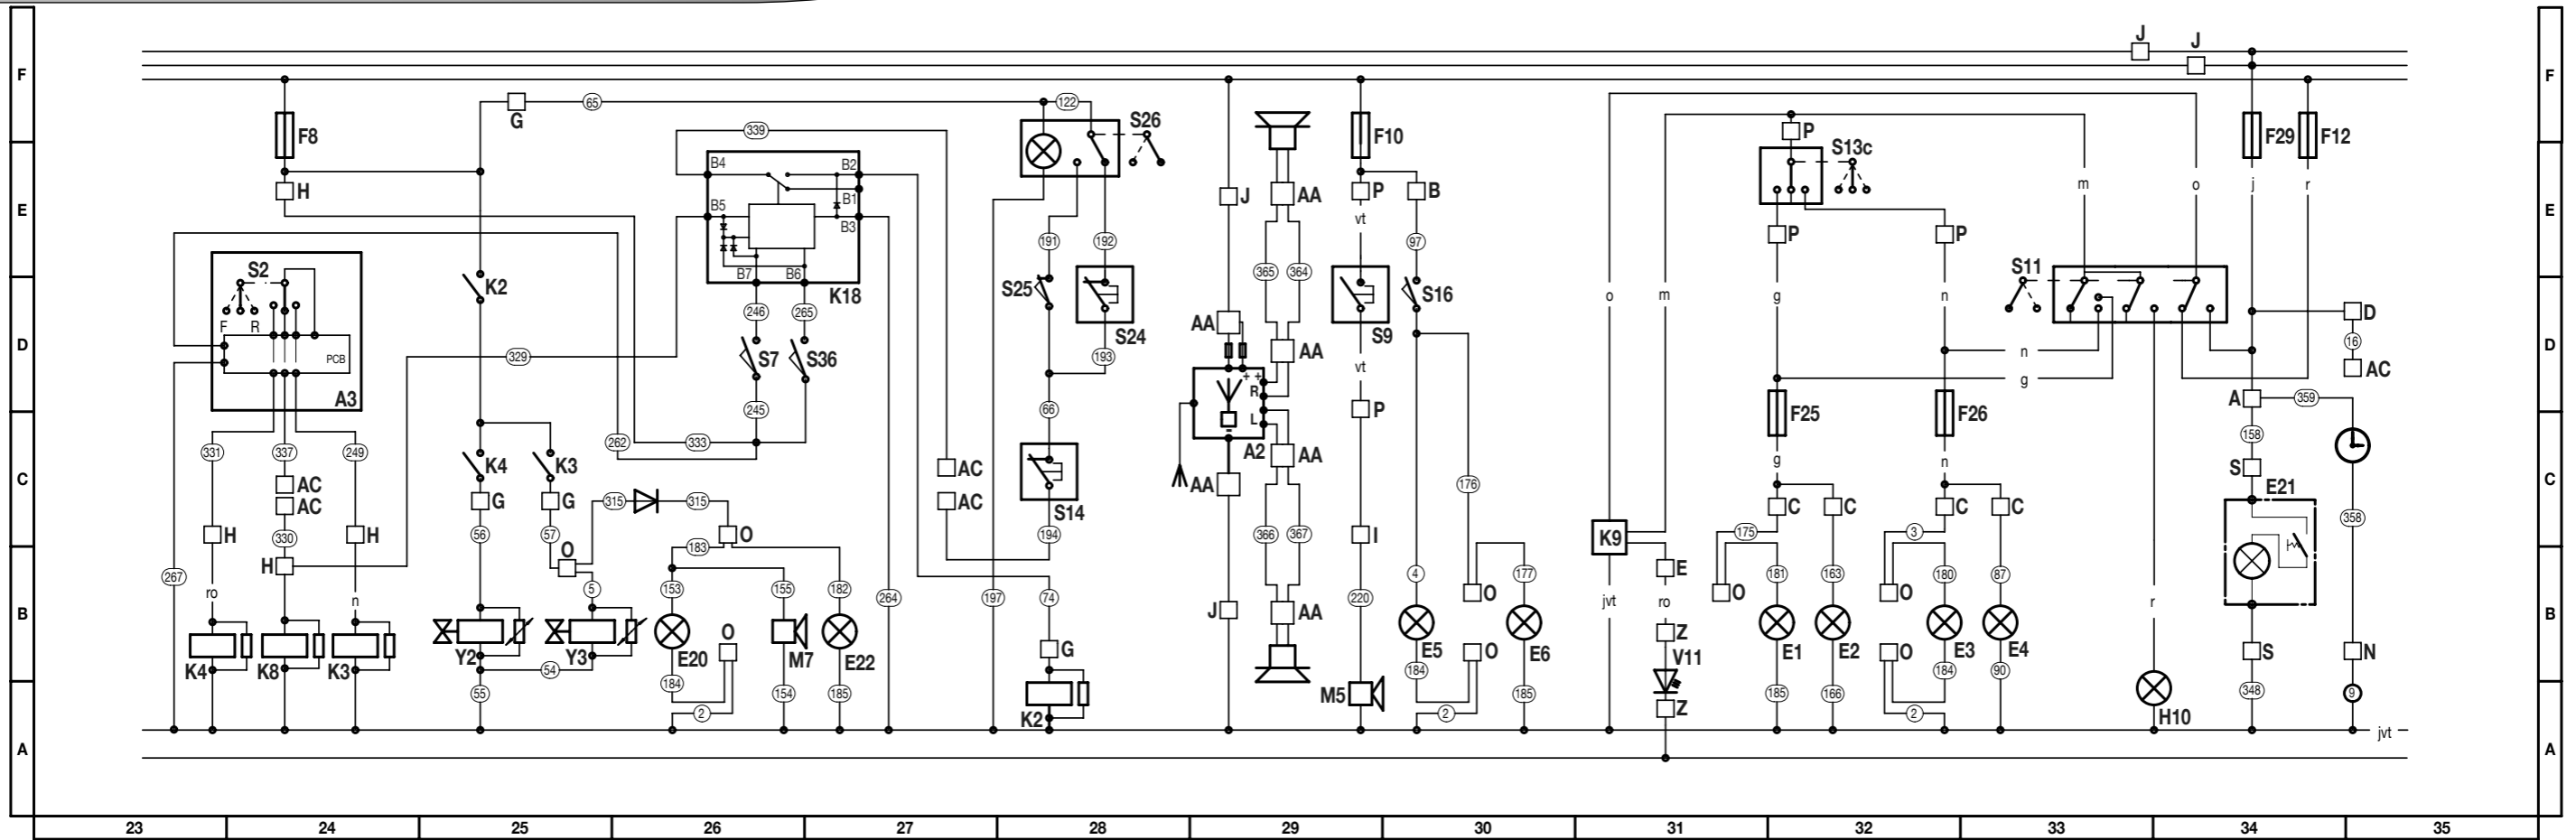 J J
F F
G 65 122 S26
F8 339 F10 P F29 F12
B4 B2 S13c
H J AA P B m o j r
E B5 B1 vt E
B3
P P
191 192 97
S2 K2 B7 B6 365 364 S11
K18 S25 o m g n
F R 246 265 S16
AA S24 S9 D
D PCB 329 S7 S36 193 AA n 16 D
vt
+ + g AC
A3 R
245 66 P F25 F26 A 359
L
331 337 249 262 333 A2 158
K4 K3 AC AA g n S
C AC C
AC G G 315 315 AC AA S14 176 C C C C E21
H 330 H 56 57 O 194 366 367 I K9 175 3 358
183
H O E
267 5 4 O 177 O 181 163 O 180 87
ro n 153 155 182 264 197 74 J AA 220 jvt ro r
B B
O Z
K4 K8 K3 Y2 Y3 E20 M7 E22 G E5 O E6 V11 E1 E2 O E3 E4 S N
54 184 184
55 184 154 185 K2 M5 185 Z 185 166 90 H10 348 9
2 2 2
jvt
A A
23 24 25 26 27 28 29 30 31 32 33 34 35